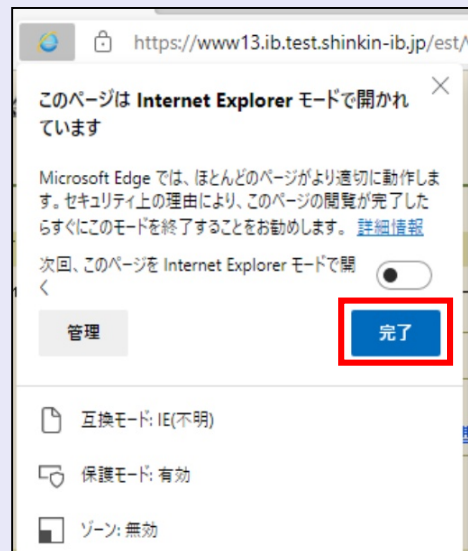 https://www13.ib.test.shinkin-ib.jp/est/
このページは Internet Explorer モードで開かれ
ています
Microsoft Edge では、ほとんどのページがより適切に動作しま
す。セキュリティ上の理由により、このページの閲覧が完了した
らすぐにこのモードを終了することをお勧めします。 詳細情報
次回、このページを Internet Explorer モードで開
く
管理
完了
互換モード: IE(不明)
保護モード: 有効
ゾーン: 無効